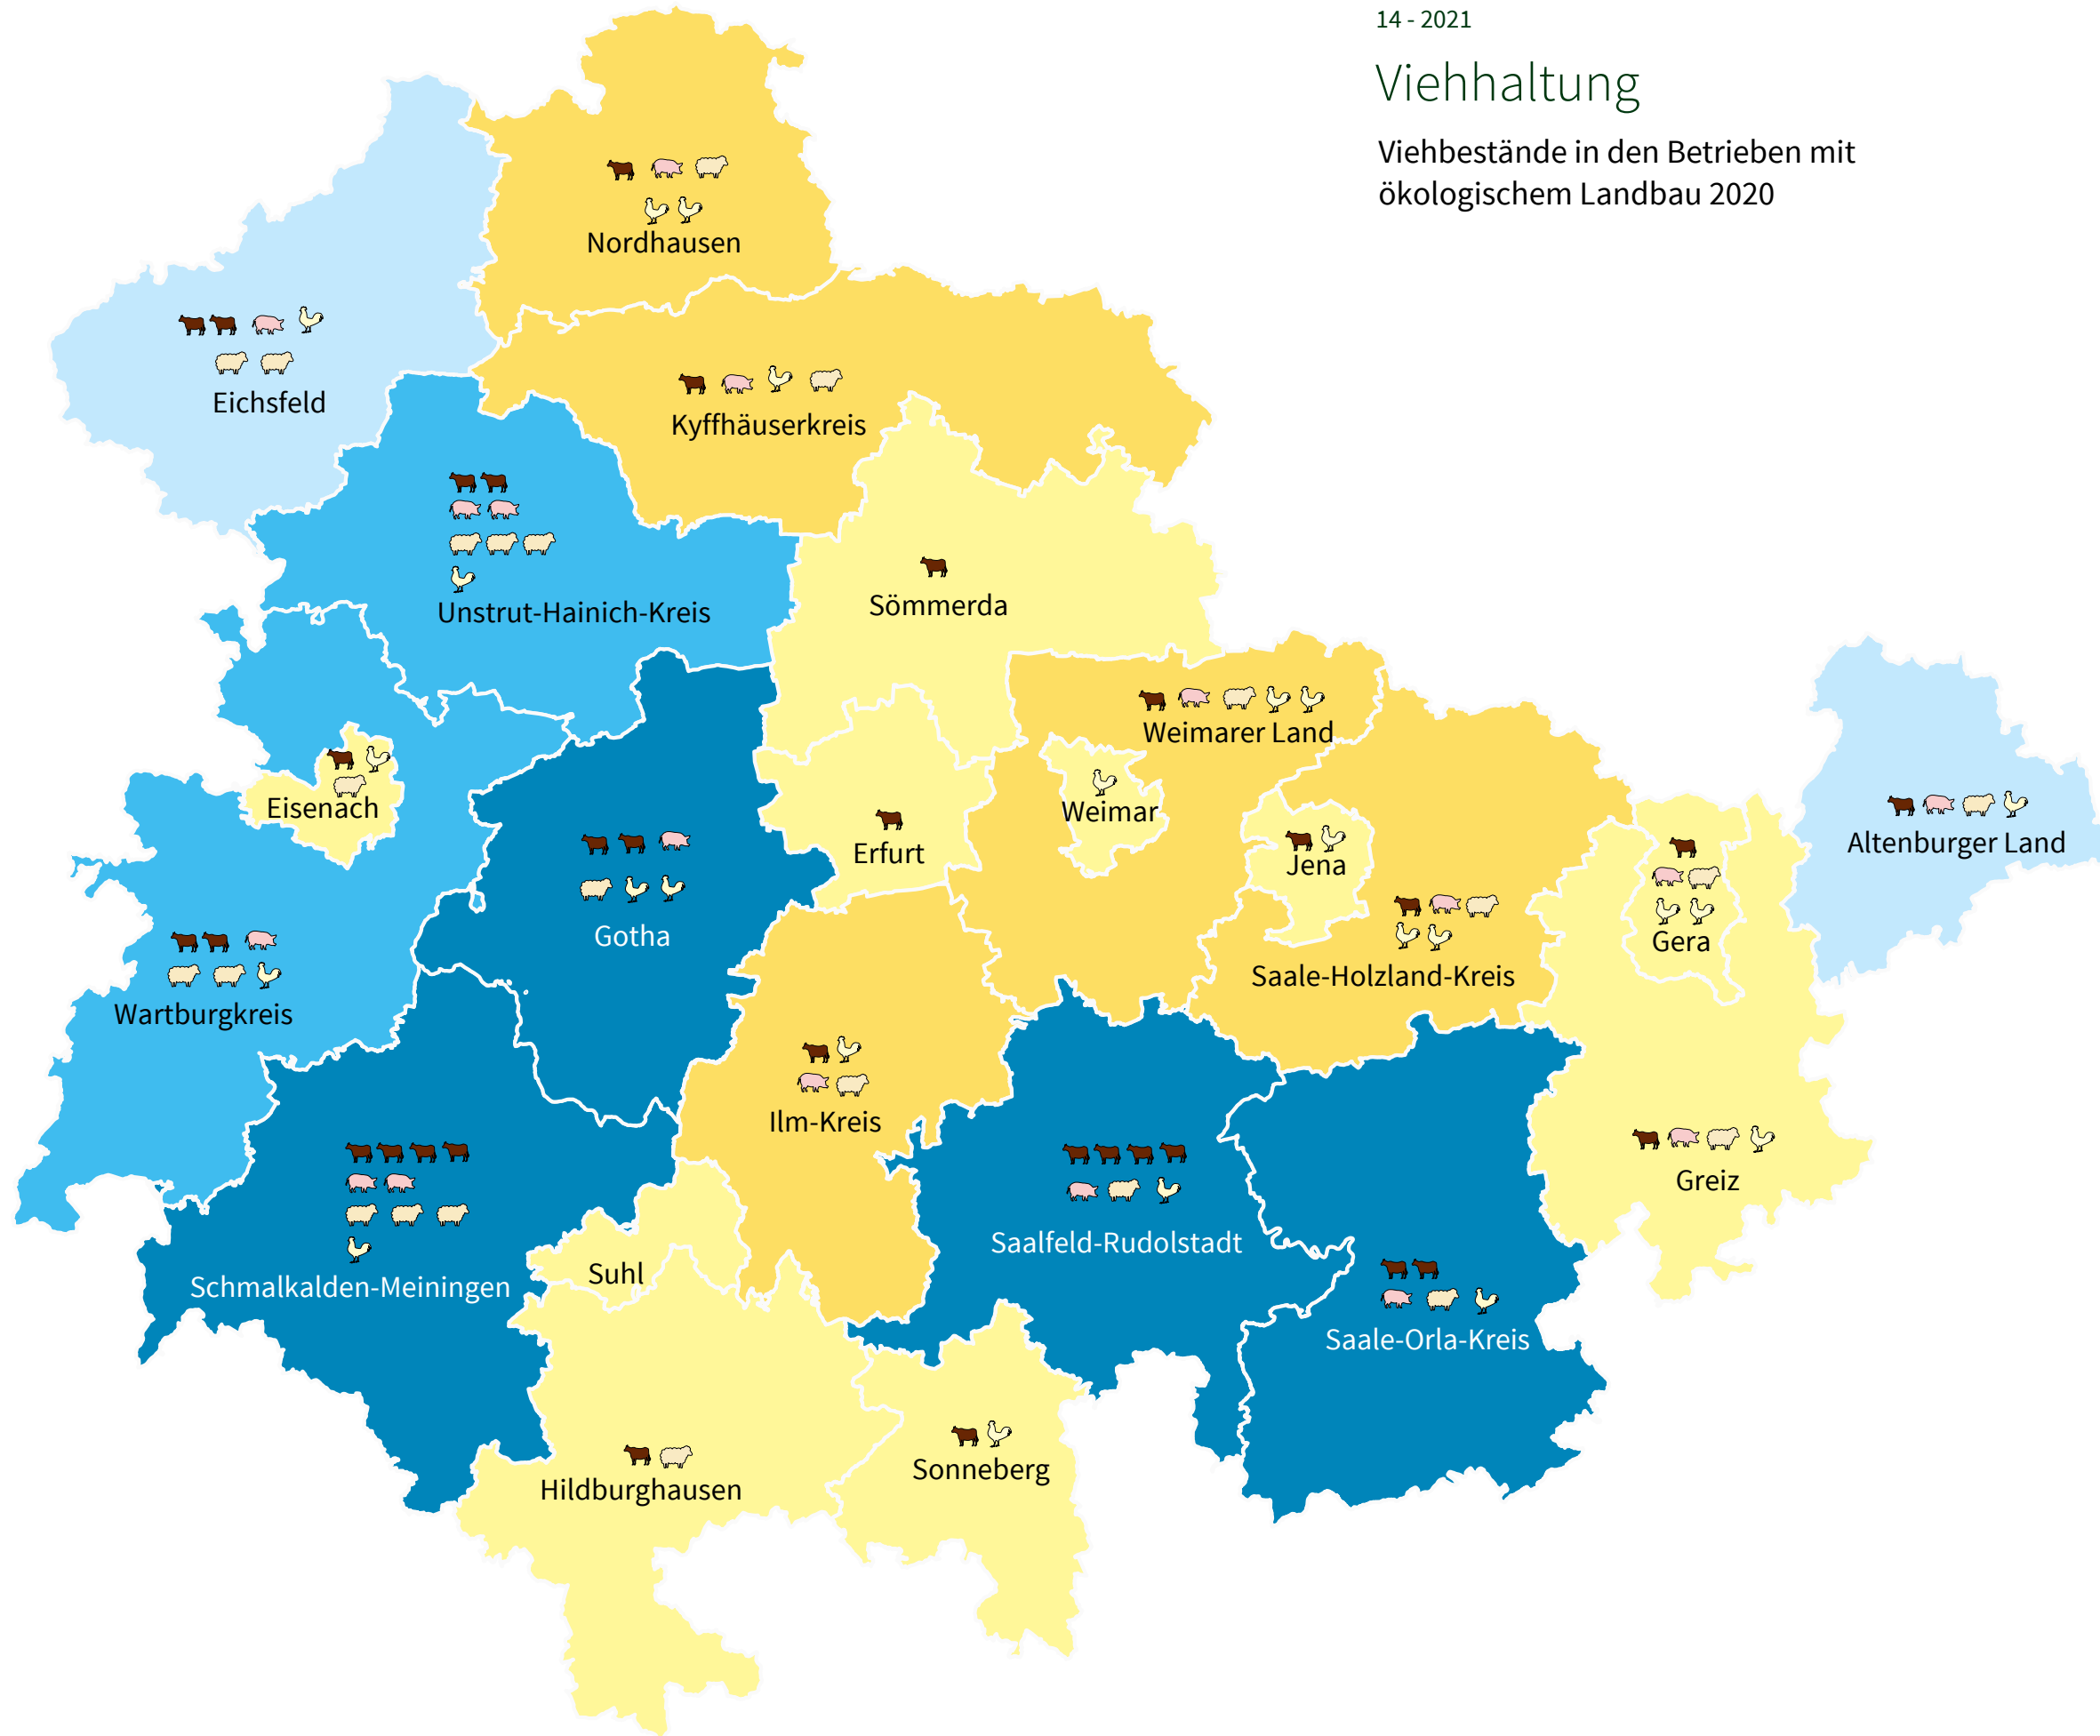 14 - 2021
Viehhaltung
Viehbestände in den Betrieben mit
ökologischem Landbau 2020
Nordhausen
Eichsfeld
Kyffhäuserkreis
Unstrut-Hainich-Kreis
Sömmerda
Weimarer Land
Eisenach
Weimar
Erfurt
Jena
Altenburger Land
Gotha
Gera
Saale-Holzland-Kreis
Wartburgkreis
Ilm-Kreis
Greiz
Saalfeld-Rudolstadt
Suhl
Schmalkalden-Meiningen
Saale-Orla-Kreis
Sonneberg
Hildburghausen